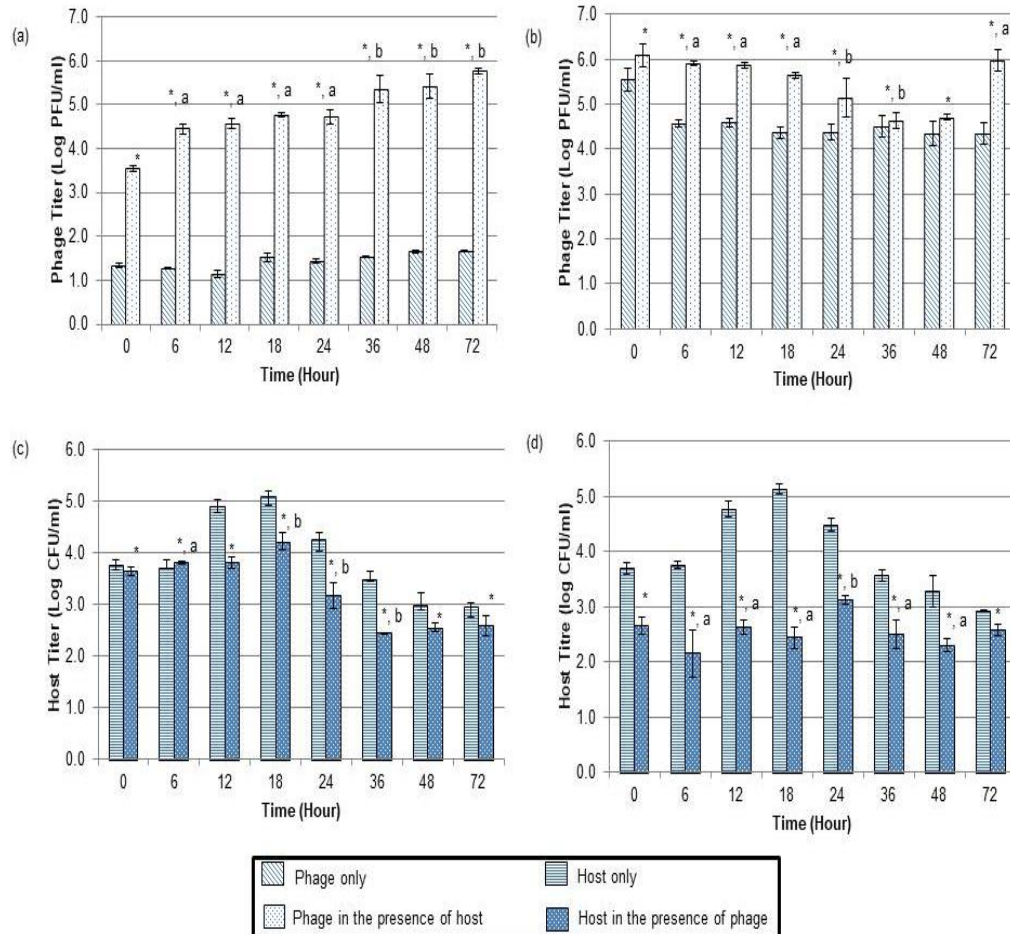 (a)
Phage Titer (Log PFU/ml)
7.0
6.0
5.0
4.0
3.0
2.0
1.0
0.0
*
*, a
*, a
*, a
*, a
*, b
*, b
*, b
0 6 12 18 24 36 48 72
Time (Hour)
(b)
Phage Titer (Log PFU/ml)
7.0
6.0
5.0
4.0
3.0
2.0
1.0
0.0
*
*, a
*, a
*, a
*, b
*, b
*
*, a
0 6 12 18 24 36 48 72
Time (Hour)
(c)
Host Titer (Log CFU/ml)
6.0
5.0
4.0
3.0
2.0
1.0
0.0
*
*, a
*
*, b
*, b
*, b
*
*
0 6 12 18 24 36 48 72
Time (Hour)
(d)
Host Titre (log CFU/ml)
6.0
5.0
4.0
3.0
2.0
1.0
0.0
*
*, a
*, a
*, a
*, b
*, a
*, a
*
0 6 12 18 24 36 48 72
Time (Hour)
Phage only
Host only
Phage in the presence of host
Host in the presence of phage